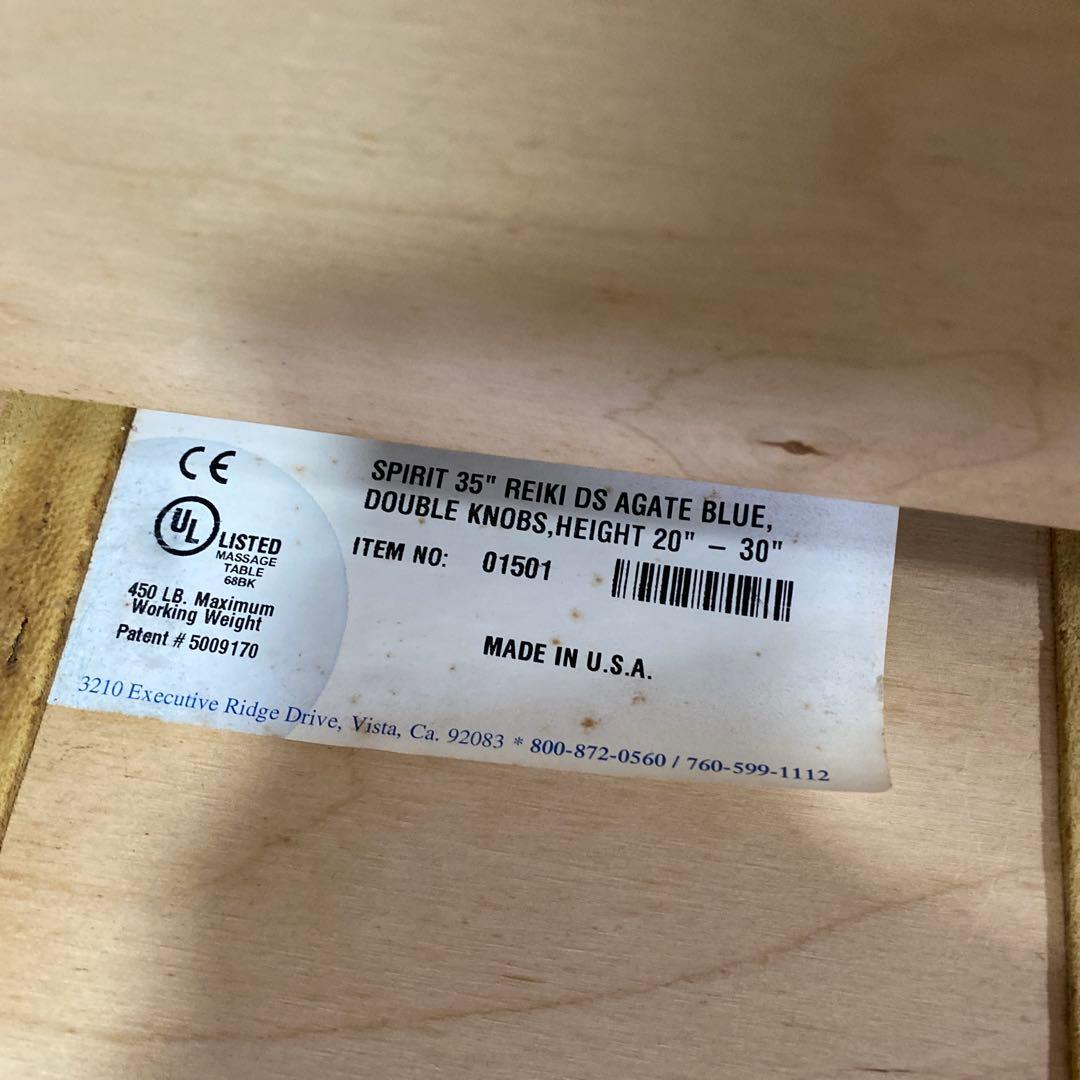 CE
UL LISTED
MASSAGE
TABLE
68BK
450 LB. Maximum
Working Weight
Patent # 5009170
SPIRIT 35" REIKI DS AGATE BLUE,
DOUBLE KNOBS,HEIGHT 20" – 30"
ITEM NO: 01501
MADE IN U.S.A.
3210 Executive Ridge Drive, Vista, Ca. 92083 * 800-872-0560 / 760-599-1112